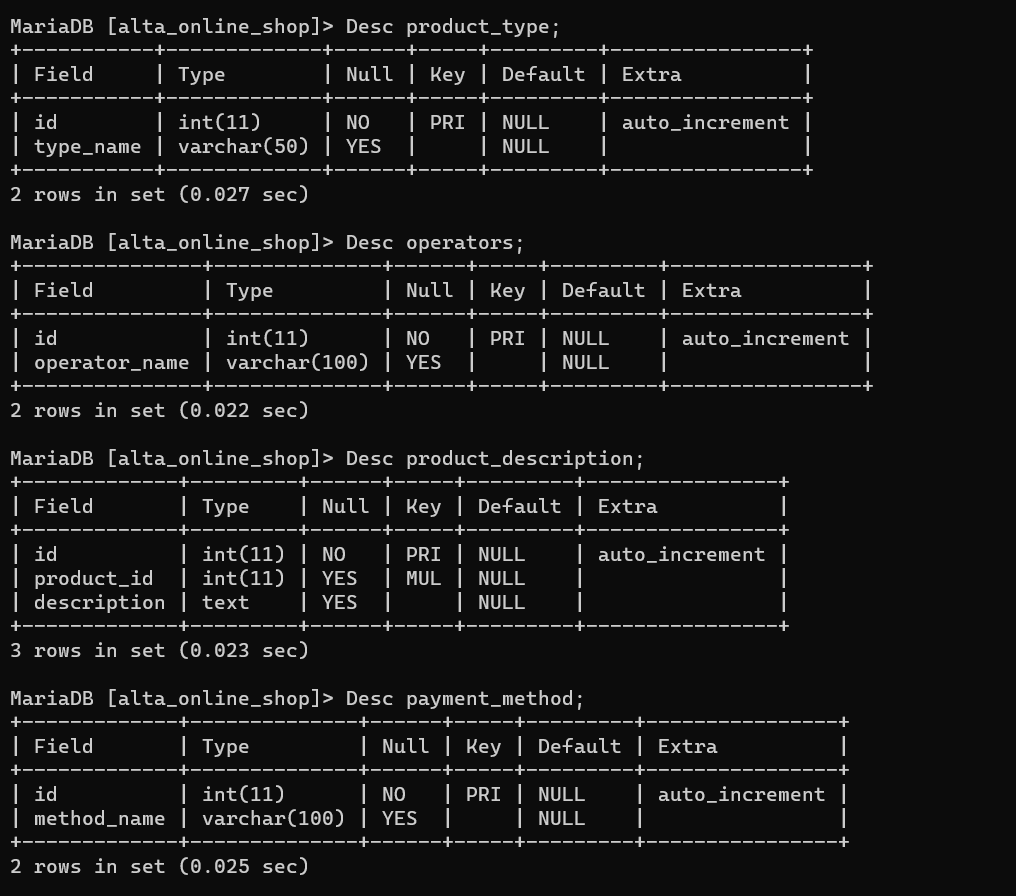 MariaDB [alta_online_shop]> Desc product_type;
+-----------+-------------+------+-----+---------+----------------+
| Field     | Type        | Null | Key | Default | Extra          |
+-----------+-------------+------+-----+---------+----------------+
| id        | int(11)     | NO   | PRI | NULL    | auto_increment |
| type_name | varchar(50) | YES  |     | NULL    |                |
+-----------+-------------+------+-----+---------+----------------+
2 rows in set (0.027 sec)

MariaDB [alta_online_shop]> Desc operators;
+---------------+--------------+------+-----+---------+----------------+
| Field         | Type         | Null | Key | Default | Extra          |
+---------------+--------------+------+-----+---------+----------------+
| id            | int(11)      | NO   | PRI | NULL    | auto_increment |
| operator_name | varchar(100) | YES  |     | NULL    |                |
+---------------+--------------+------+-----+---------+----------------+
2 rows in set (0.022 sec)

MariaDB [alta_online_shop]> Desc product_description;
+-------------+---------+------+-----+---------+----------------+
| Field       | Type    | Null | Key | Default | Extra          |
+-------------+---------+------+-----+---------+----------------+
| id          | int(11) | NO   | PRI | NULL    | auto_increment |
| product_id  | int(11) | YES  | MUL | NULL    |                |
| description | text    | YES  |     | NULL    |                |
+-------------+---------+------+-----+---------+----------------+
3 rows in set (0.023 sec)

MariaDB [alta_online_shop]> Desc payment_method;
+-------------+--------------+------+-----+---------+----------------+
| Field       | Type         | Null | Key | Default | Extra          |
+-------------+--------------+------+-----+---------+----------------+
| id          | int(11)      | NO   | PRI | NULL    | auto_increment |
| method_name | varchar(100) | YES  |     | NULL    |                |
+-------------+--------------+------+-----+---------+----------------+
2 rows in set (0.025 sec)